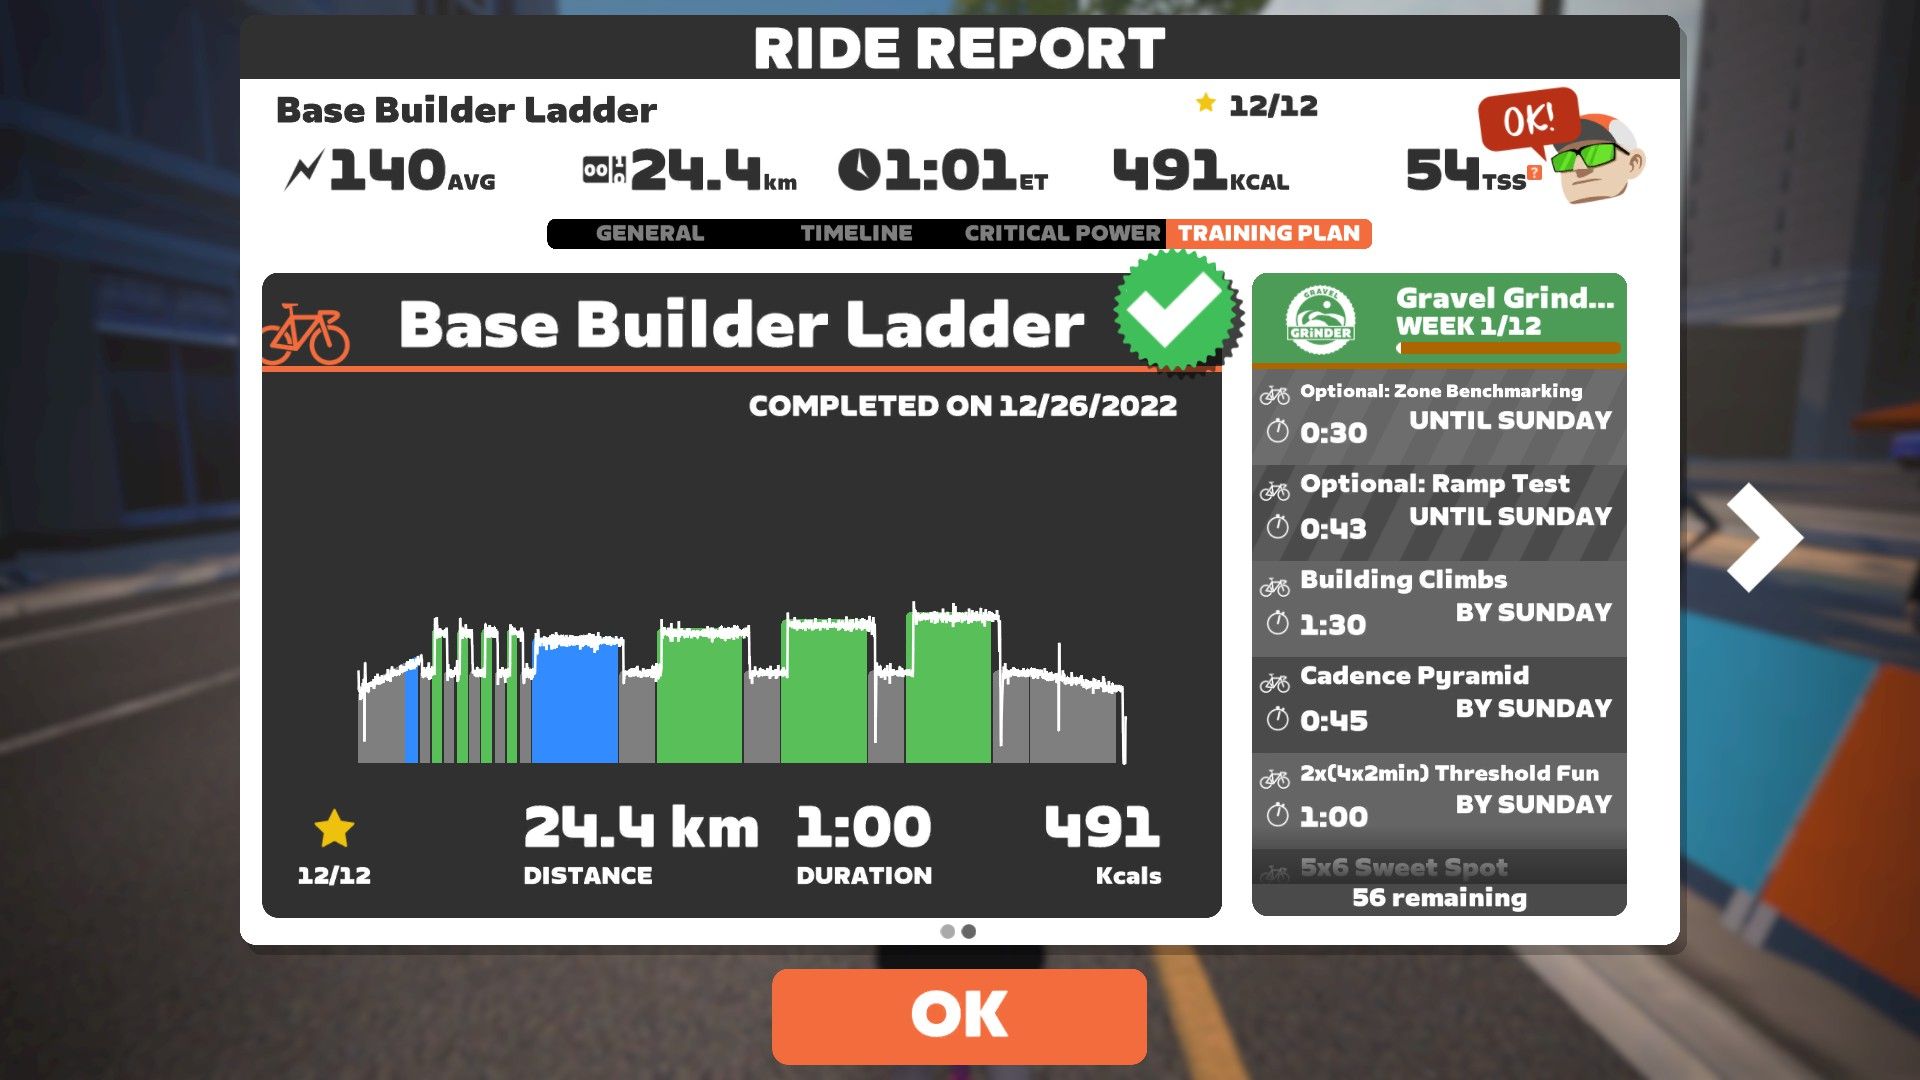 RIDE REPORT
Base Builder Ladder
12/12
OK!
140AVG
24.4km
1:01ET
491KCAL
54TSS?
GENERAL
TIMELINE
CRITICAL POWER
TRAINING PLAN
Base Builder Ladder
COMPLETED ON 12/26/2022
12/12
24.4 km
DISTANCE
1:00
DURATION
491
Kcals
GRAVEL
GRINDER
Gravel Grind...
WEEK 1/12
Optional: Zone Benchmarking
UNTIL SUNDAY
0:30
Optional: Ramp Test
UNTIL SUNDAY
0:43
Building Climbs
BY SUNDAY
1:30
Cadence Pyramid
BY SUNDAY
0:45
2x(4x2min) Threshold Fun
BY SUNDAY
1:00
5x6 Sweet Spot
56 remaining
OK